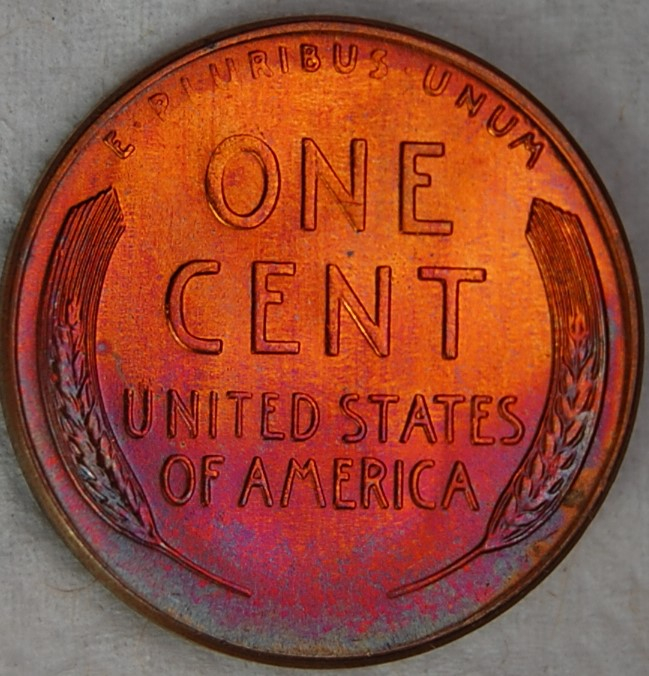 E · PLURIBUS · UNUM
ONE
CENT
UNITED STATES
OF AMERICA